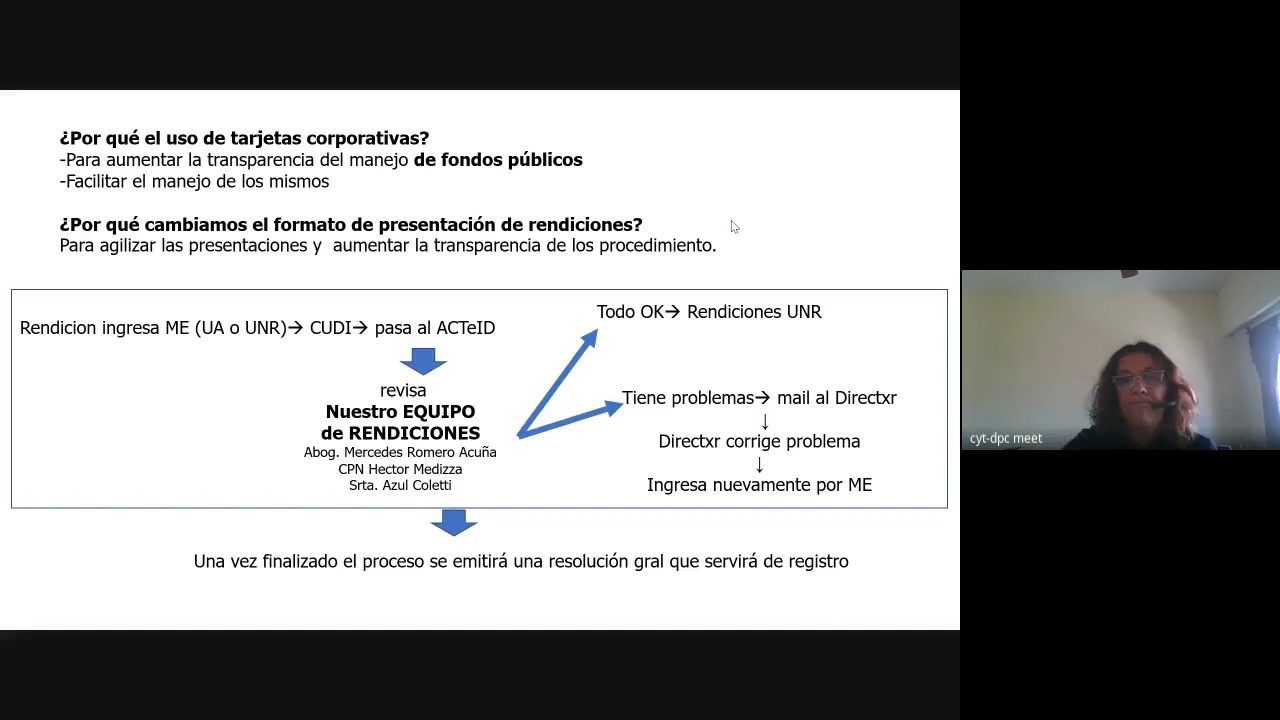 ¿Por qué el uso de tarjetas corporativas?
-Para aumentar la transparencia del manejo de fondos públicos
-Facilitar el manejo de los mismos
¿Por qué cambiamos el formato de presentación de rendiciones?
Para agilizar las presentaciones y  aumentar la transparencia de los procedimiento.
Rendicion ingresa ME (UA o UNR)→ CUDI→ pasa al ACTeID
revisa
Nuestro EQUIPO
de RENDICIONES
Abog. Mercedes Romero Acuña
CPN Hector Medizza
Srta. Azul Coletti
Todo OK→ Rendiciones UNR
Tiene problemas→ mail al Directxr
↓
Directxr corrige problema
↓
Ingresa nuevamente por ME
Una vez finalizado el proceso se emitirá una resolución gral que servirá de registro
cyt-dpc meet